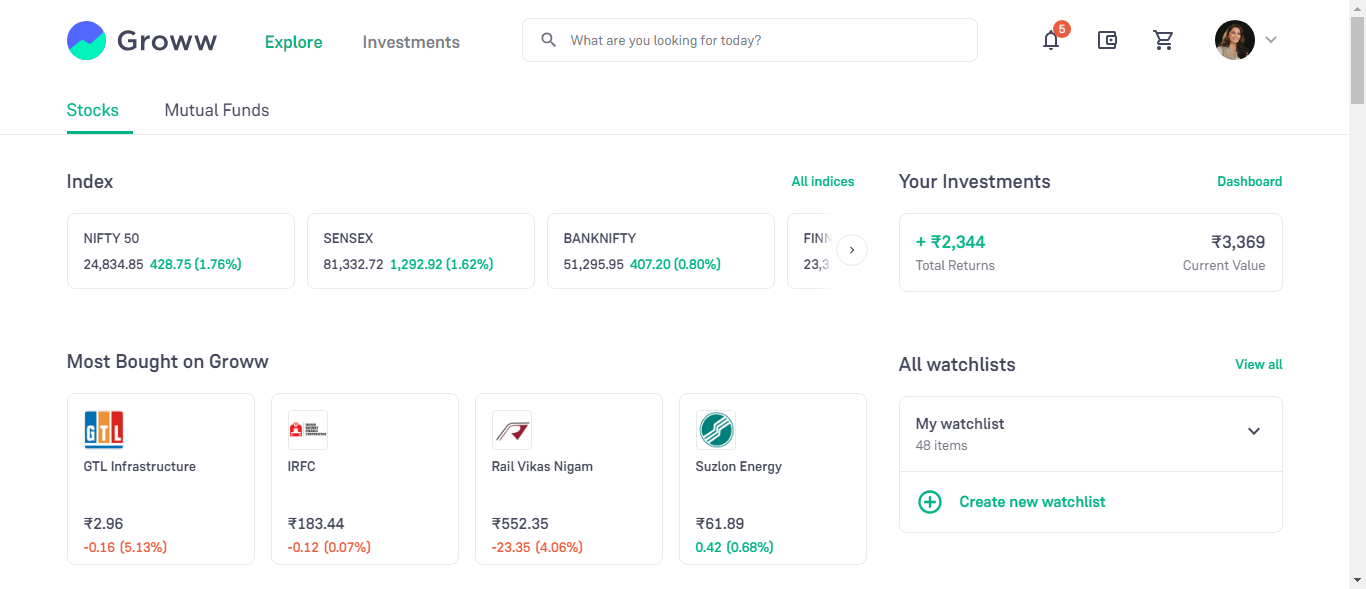 Groww
Explore
Investments
What are you looking for today?
5
Stocks
Mutual Funds
Index
All indices
NIFTY 50
24,834.85 428.75 (1.76%)
SENSEX
81,332.72 1,292.92 (1.62%)
BANKNIFTY
51,295.95 407.20 (0.80%)
FINN
23,3
Your Investments
Dashboard
+ ₹2,344
Total Returns
₹3,369
Current Value
Most Bought on Groww
GTL
GTL Infrastructure
₹2.96
-0.16 (5.13%)
IRFC
₹183.44
-0.12 (0.07%)
Rail Vikas Nigam
₹552.35
-23.35 (4.06%)
Suzlon Energy
₹61.89
0.42 (0.68%)
All watchlists
View all
My watchlist
48 items
Create new watchlist